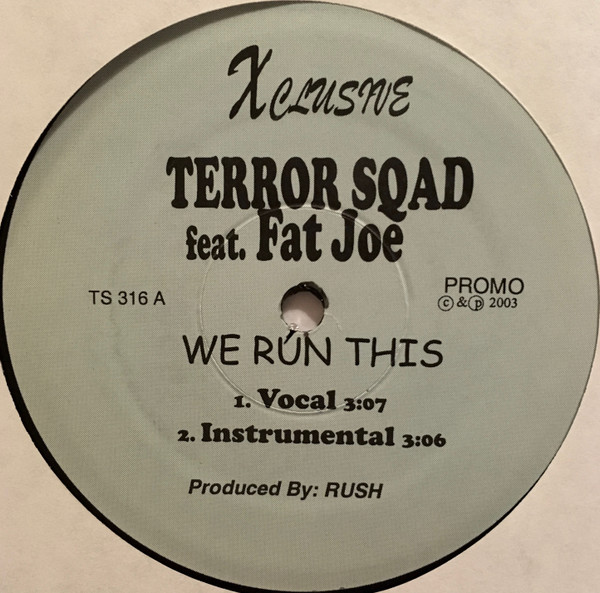 Xclusive
TERROR SQAD
feat. Fat Joe
TS 316 A
PROMO
©&℗ 2003
WE RUN THIS
1. Vocal 3:07
2. Instrumental 3:06
Produced By: RUSH